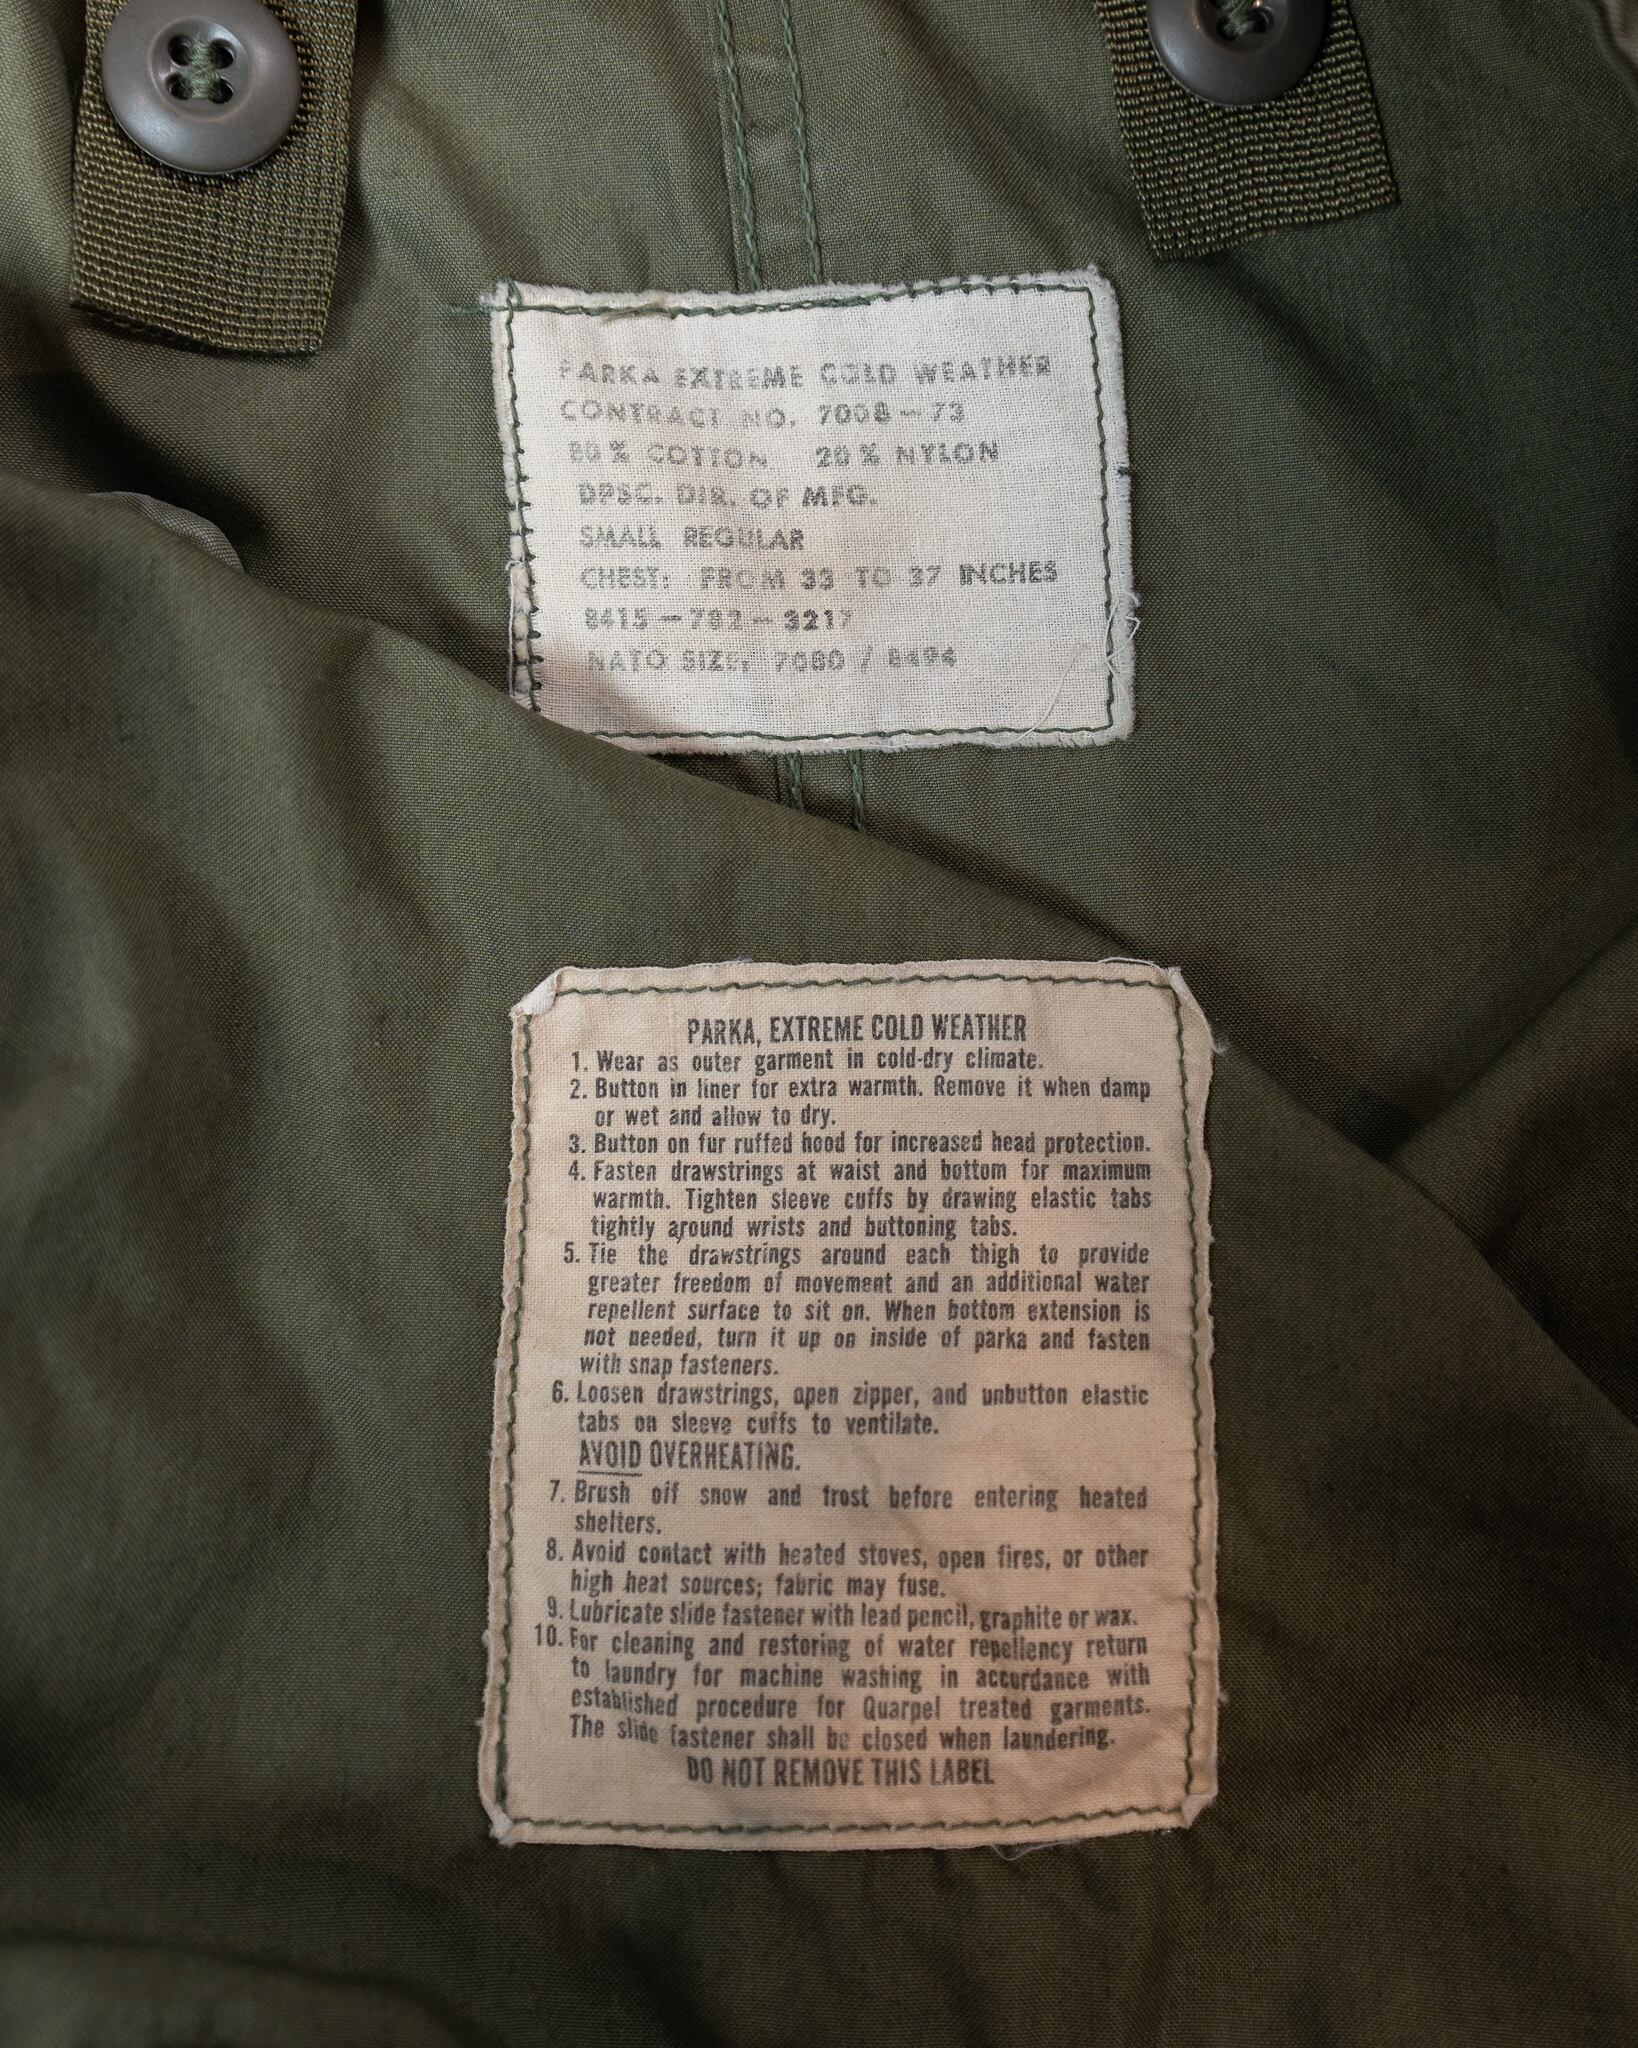 PARKA EXTREME COLD WEATHER
CONTRACT NO. 7008-73
80% COTTON 20% NYLON
DPSC. DIR. OF MFG.
SMALL REGULAR
CHEST: FROM 33 TO 37 INCHES
8415-782-3217
NATO SIZE: 7080 / 8494
PARKA, EXTREME COLD WEATHER
1. Wear as outer garment in cold-dry climate.
2. Button in liner for extra warmth. Remove it when damp
or wet and allow to dry.
3. Button on fur ruffed hood for increased head protection.
4. Fasten drawstrings at waist and bottom for maximum
warmth. Tighten sleeve cuffs by drawing elastic tabs
tightly around wrists and buttoning tabs.
5. Tie the drawstrings around each thigh to provide
greater freedom of movement and an additional water
repellent surface to sit on. When bottom extension is
not needed, turn it up on inside of parka and fasten
with snap fasteners.
6. Loosen drawstrings, open zipper, and unbutton elastic
tabs on sleeve cuffs to ventilate.
AVOID OVERHEATING.
7. Brush off snow and frost before entering heated
shelters.
8. Avoid contact with heated stoves, open fires, or other
high heat sources; fabric may fuse.
9. Lubricate slide fastener with lead pencil, graphite or wax.
10. For cleaning and restoring of water repellency return
to laundry for machine washing in accordance with
established procedure for Quarpel treated garments.
The slide fastener shall be closed when laundering.
DO NOT REMOVE THIS LABEL